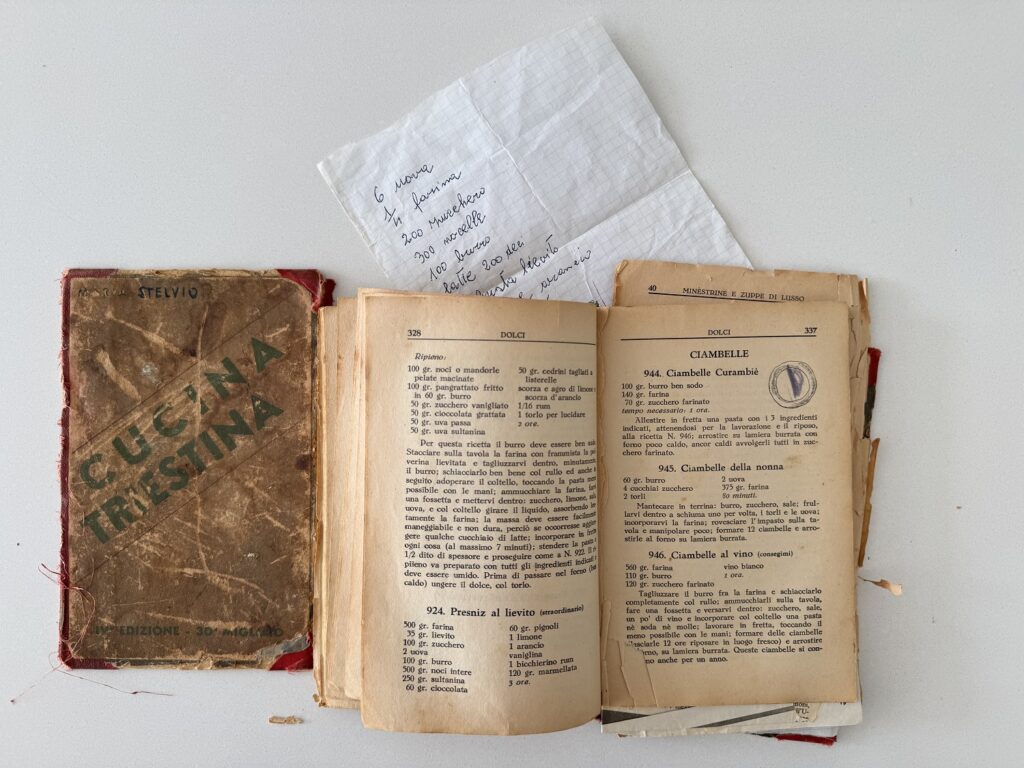 6 uova
1/4 farina
200 zucchero
300 nocelle
100 burro
latte 200 dec
lievito
40 MINÈSTRINE E ZUPPE DI LUSSO
STELVIO
CUCINA
TRIESTINA
EDIZIONE - 30° MIGLIAIO
328 DOLCI
Ripieno:
100 gr. noci o mandorle
pelate macinate
100 gr. pangrattato fritto
in 60 gr. burro
50 gr. zucchero vanigliato
50 gr. cioccolata grattata
50 gr. uva passa
50 gr. uva sultanina
50 gr. cedrini tagliati a
listerelle
scorza e agro di limone
scorza d'arancio
1/16 rum
1 torlo per lucidare
2 ore.
Per questa ricetta il burro deve essere ben
Stacciare sulla tavola la farina con frammista la
verina lievitata e tagliuzzarvi dentro, minutamen
il burro; schiacciarlo ben bene col rullo ed anche
seguito adoperare il coltello, toccando la pasta me
possibile con le mani; ammucchiare la farina, farvi
una fossetta e mettervi dentro: zucchero, limone,
uova, e col coltello girare il liquido, assorbendo
tamente la farina; la massa deve essere facilmen
maneggiabile e non dura, perciò se occorresse aggiu
gere qualche cucchiaio di latte; incorporare in fretta
ogni cosa (al massimo 7 minuti); stendere la pasta
1/2 dito di spessore e proseguire come a N. 922. Il
pieno va preparato con tutti gli ingredienti indicati
deve essere umido. Prima di passare nel forno (ben
caldo) ungere il dolce, col torlo.
924. Presniz al lievito (straordinario)
500 gr. farina
35 gr. lievito
100 gr. zucchero
2 uova
100 gr. burro
500 gr. noci intere
250 gr. sultanina
60 gr. cioccolata
60 gr. pignoli
1 limone
1 arancio
vaniglina
1 bicchierino rum
120 gr. marmellata
3 ore.
DOLCI 337
CIAMBELLE
944. Ciambelle Curambiè
100 gr. burro ben sodo
140 gr. farina
70 gr. zucchero farinato
tempo necessario: 1 ora.
Allestire in fretta una pasta con i 3 ingredienti
indicati, attenendosi per la lavorazione e il riposo,
alla ricetta N. 946; arrostire su lamiera burrata con
forno poco caldo, ancor caldi avvolgerli tutti in zuc-
chero farinato.
945. Ciambelle della nonna
60 gr. burro
4 cucchiai zucchero
2 torli
2 uova
375 gr. farina
80 minuti.
Mantecare in terrina: burro, zucchero, sale; frul-
larvi dentro a schiuma uno per volta, i torli e le uova;
incorporarvi la farina; rovesciare l'impasto sulla ta-
vola e manipolare poco; formare 12 ciambelle e arro-
stirle al forno su lamiera burrata.
946. Ciambelle al vino (consegimi)
560 gr. farina
110 gr. burro
120 gr. zucchero farinato
vino bianco
1 ora.
Tagliuzzare il burro fra la farina e schiacciarlo
completamente col rullo; ammucchiarli sulla tavola,
fare una fossetta e versarvi dentro: zucchero, sale,
un po' di vino e incorporare col coltello una pasta
nè soda nè molle; lavorare in fretta, toccando il
meno possibile con le mani; formare delle ciambelle
(lasciarle 12 ore riposare in luogo fresco) e arrostire
forno, su lamiera burrata. Queste ciambelle si con-
no anche per un anno.